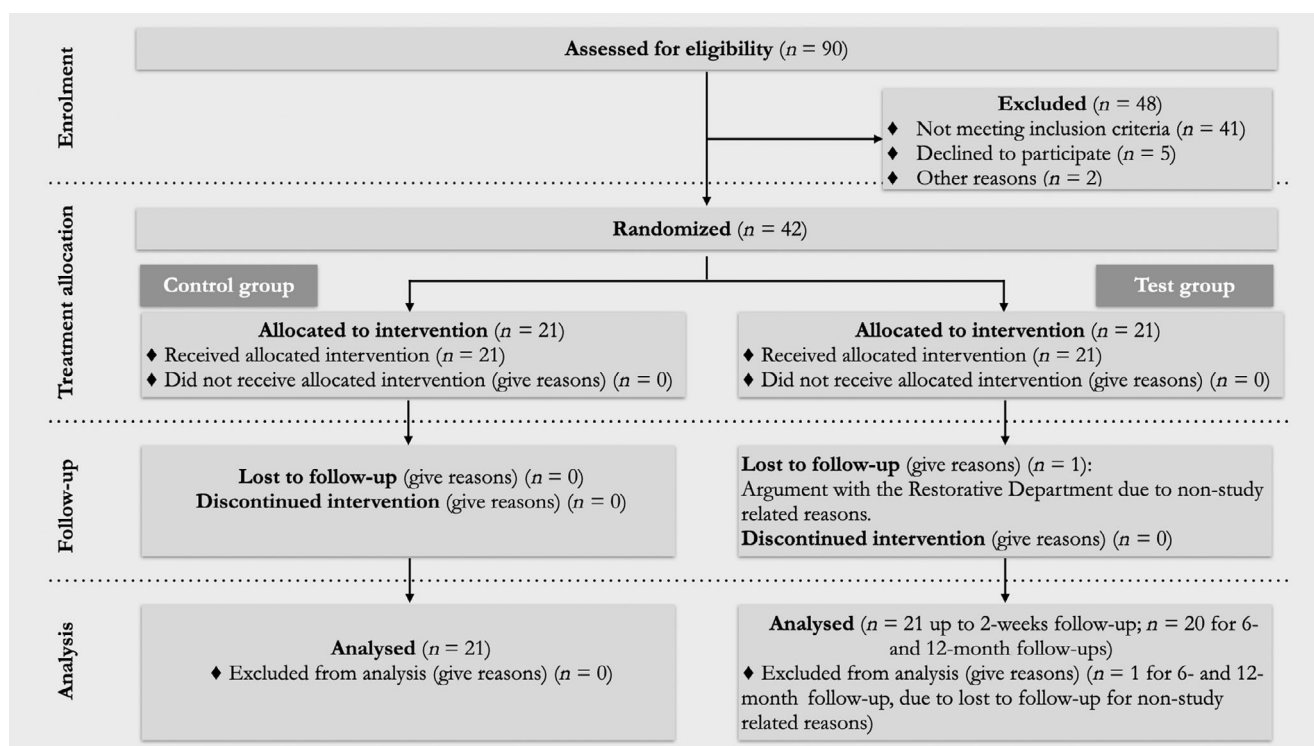 Enrolment
Assessed for eligibility (n = 90)
Excluded (n = 48)
♦ Not meeting inclusion criteria (n = 41)
♦ Declined to participate (n = 5)
♦ Other reasons (n = 2)
Treatment allocation
Randomized (n = 42)
Control group
Test group
Allocated to intervention (n = 21)
♦ Received allocated intervention (n = 21)
♦ Did not receive allocated intervention (give reasons) (n = 0)
Allocated to intervention (n = 21)
♦ Received allocated intervention (n = 21)
♦ Did not receive allocated intervention (give reasons) (n = 0)
Follow-up
Lost to follow-up (give reasons) (n = 0)
Discontinued intervention (give reasons) (n = 0)
Lost to follow-up (give reasons) (n = 1):
Argument with the Restorative Department due to non-study
related reasons.
Discontinued intervention (give reasons) (n = 0)
Analysis
Analysed (n = 21)
♦ Excluded from analysis (give reasons) (n = 0)
Analysed (n = 21 up to 2-weeks follow-up; n = 20 for 6-
and 12-month follow-ups)
♦ Excluded from analysis (give reasons) (n = 1 for 6- and 12-
month follow-up, due to lost to follow-up for non-study
related reasons)